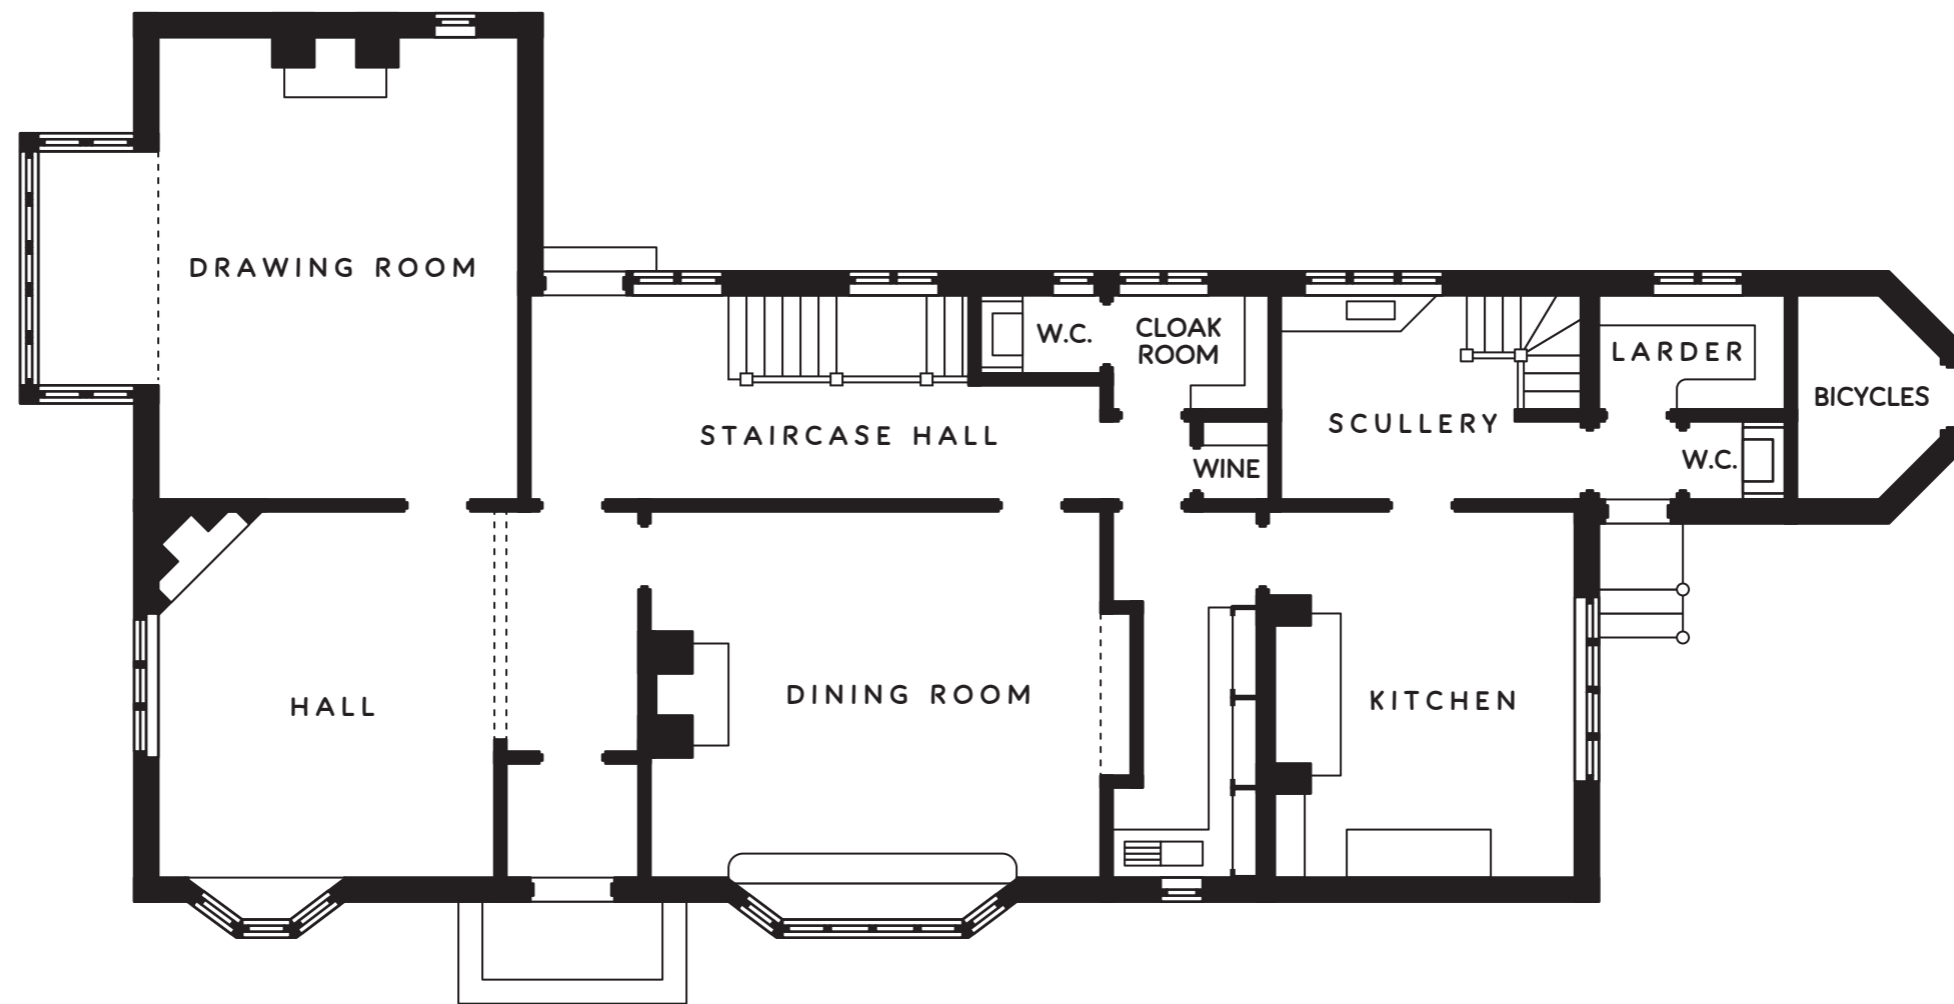 DRAWING ROOM
W.C.
CLOAK
ROOM
LARDER
BICYCLES
STAIRCASE HALL
SCULLERY
WINE
W.C.
HALL
DINING ROOM
KITCHEN